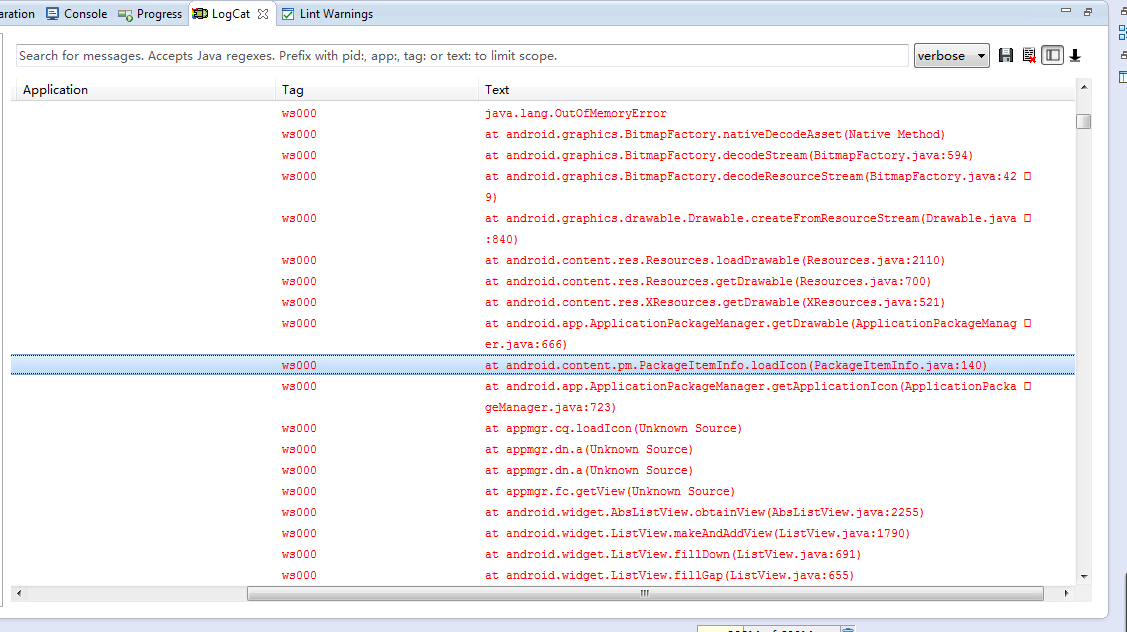 aration Console Progress LogCat Lint Warnings
Search for messages. Accepts Java regexes. Prefix with pid:, app:, tag: or text: to limit scope. verbose
Application Tag Text
ws000 java.lang.OutOfMemoryError
ws000 at android.graphics.BitmapFactory.nativeDecodeAsset(Native Method)
ws000 at android.graphics.BitmapFactory.decodeStream(BitmapFactory.java:594)
ws000 at android.graphics.BitmapFactory.decodeResourceStream(BitmapFactory.java:42
9)
ws000 at android.graphics.drawable.Drawable.createFromResourceStream(Drawable.java
:840)
ws000 at android.content.res.Resources.loadDrawable(Resources.java:2110)
ws000 at android.content.res.Resources.getDrawable(Resources.java:700)
ws000 at android.content.res.XResources.getDrawable(XResources.java:521)
ws000 at android.app.ApplicationPackageManager.getDrawable(ApplicationPackageManag
er.java:666)
ws000 at android.content.pm.PackageItemInfo.loadIcon(PackageItemInfo.java:140)
ws000 at android.app.ApplicationPackageManager.getApplicationIcon(ApplicationPacka
geManager.java:723)
ws000 at appmgr.cq.loadIcon(Unknown Source)
ws000 at appmgr.dn.a(Unknown Source)
ws000 at appmgr.dn.a(Unknown Source)
ws000 at appmgr.fc.getView(Unknown Source)
ws000 at android.widget.AbsListView.obtainView(AbsListView.java:2255)
ws000 at android.widget.ListView.makeAndAddView(ListView.java:1790)
ws000 at android.widget.ListView.fillDown(ListView.java:691)
ws000 at android.widget.ListView.fillGap(ListView.java:655)